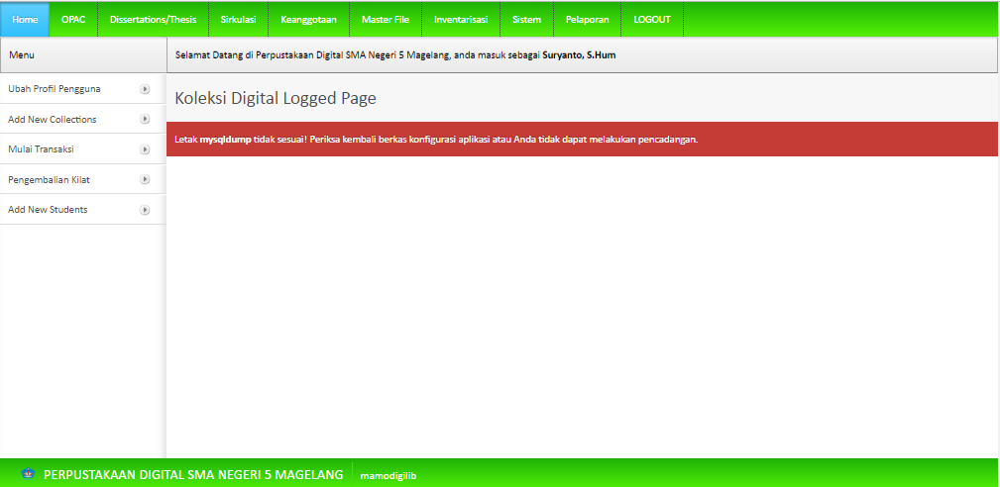 Home OPAC Dissertations/Thesis Sirkulasi Keanggotaan Master File Inventarisasi Sistem Pelaporan LOGOUT
Menu
Selamat Datang di Perpustakaan Digital SMA Negeri 5 Magelang, anda masuk sebagai Suryanto, S.Hum
Ubah Profil Pengguna
Add New Collections
Mulai Transaksi
Pengembalian Kilat
Add New Students
Koleksi Digital Logged Page
Letak mysqldump tidak sesuai! Periksa kembali berkas konfigurasi aplikasi atau Anda tidak dapat melakukan pencadangan.
PERPUSTAKAAN DIGITAL SMA NEGERI 5 MAGELANG mamodigilib